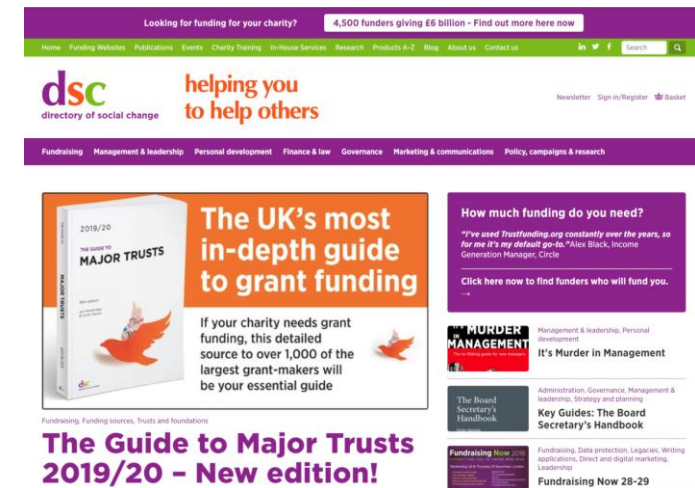 Looking for funding for your charity?
4,500 funders giving £6 billion - Find out more here now
Home Funding Websites Publications Events Charity Training In-House Services Research Products A-Z Blog About us Contact us
in f Search
dsc
directory of social change
helping you
to help others
Newsletter Sign in/Register Basket
Fundraising Management & leadership Personal development Finance & law Governance Marketing & communications Policy, campaigns & research
2019/20
THE GUIDE TO
MAJOR TRUSTS
MAJOR TRUSTS
2019/20
dsc
The UK's most
in-depth guide
to grant funding
If your charity needs grant
funding, this detailed
source to over 1,000 of the
largest grant-makers will
be your essential guide
Fundraising, Funding sources, Trusts and foundations
The Guide to Major Trusts
2019/20 – New edition!
How much funding do you need?
"I've used Trustfunding.org constantly over the years, so
for me it's my default go-to." Alex Black, Income
Generation Manager, Circle
Click here now to find funders who will fund you.
→
IT'S
MURDER
IN
MANAGEMENT
Management & leadership, Personal
development
It's Murder in Management
The Board
Secretary's
Handbook
Administration, Governance, Management &
leadership, Strategy and planning
Key Guides: The Board
Secretary's Handbook
Fundraising Now 2018
Fundraising, Data protection, Legacies, Writing
applications, Direct and digital marketing,
Leadership
Fundraising Now 28-29